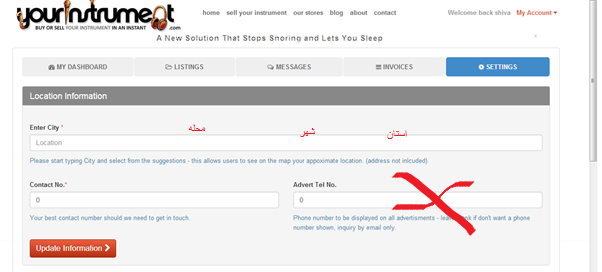 yourinstrument
BUY OR SELL YOUR INSTRUMENT IN AN INSTANT .com
home sell your instrument our stores blog about contact
Welcome back shiva My Account
A New Solution That Stops Snoring and Lets You Sleep
MY DASHBOARD LISTINGS MESSAGES INVOICES SETTINGS
Location Information
Enter City *
محله شهر استان
Location
Please start typing City and select from the suggestions - this allows users to see on the map your appoximate location. (address not inlcuded)
Contact No.* Advert Tel No.
0 0
Your best contact number should we need to get in touch.
Phone number to be displayed on all advertisments - if don't want a phone
number shown, inquiry by email only.
Update Information